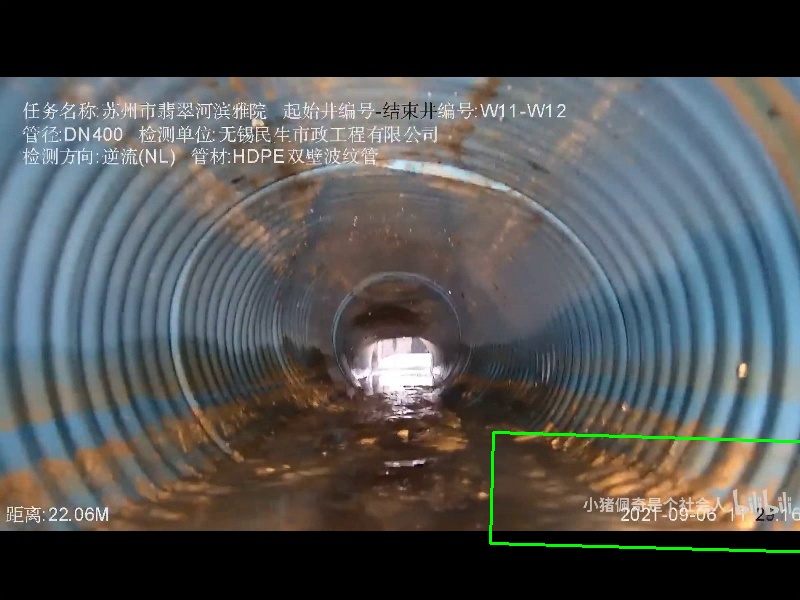 任务名称:苏州市翡翠河滨雅院 起始井编号-结束井编号:W11-W12
管径:DN400 检测单位:无锡民生市政工程有限公司
检测方向:逆流(NL) 管材:HDPE双壁波纹管
小猪佩奇是个社会人 bilibili
距离:22.06M 2021-09-06